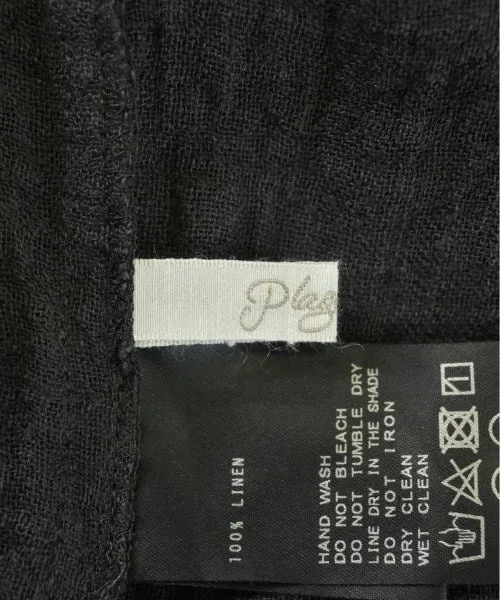 Plag
100% LINEN
HAND WASH
DO NOT BLEACH
DO NOT TUMBLE DRY
LINE DRY IN THE SHADE
DO NOT IRON
DRY CLEAN
WET CLEAN